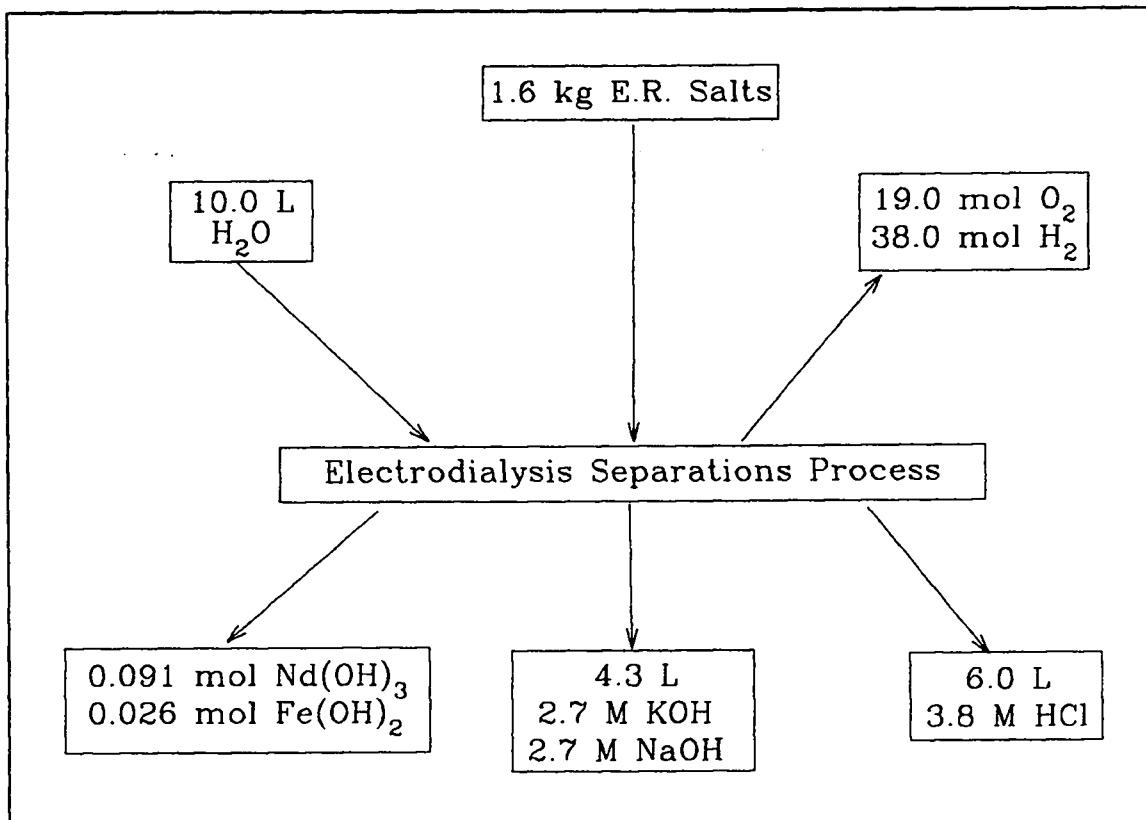 1.6 kg E.R. Salts
10.0 L
H₂O
19.0 mol O₂
38.0 mol H₂
Electrodialysis Separations Process
0.091 mol Nd(OH)₃
0.026 mol Fe(OH)₂
4.3 L
2.7 M KOH
2.7 M NaOH
6.0 L
3.8 M HCl